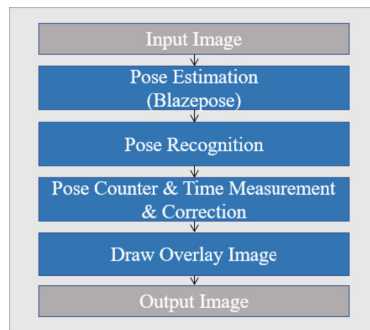 Input Image
Pose Estimation
(Blazepose)
Pose Recognition
Pose Counter & Time Measurement
& Correction
Draw Overlay Image
Output Image